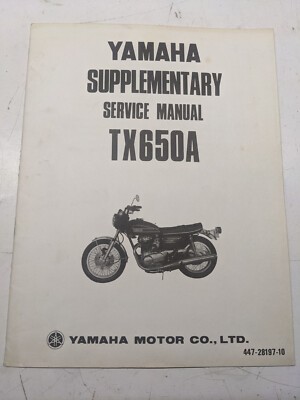 YAMAHA
SUPPLEMENTARY
SERVICE MANUAL
TX650A
YAMAHA MOTOR CO., LTD.
447-28197-10